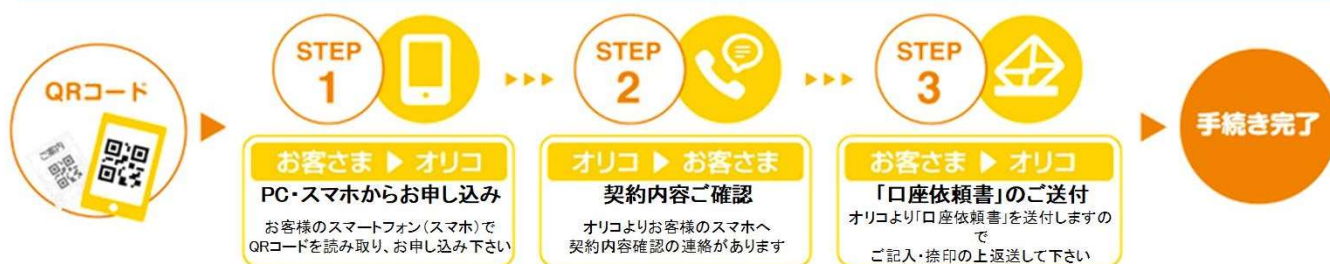 QRコード
ご案内
STEP
1
お客さま ▶ オリコ
PC・スマホからお申し込み
お客様のスマートフォン(スマホ)で
QRコードを読み取り、お申し込み下さい
STEP
2
オリコ ▶ お客さま
契約内容ご確認
オリコよりお客様のスマホへ
契約内容確認の連絡があります
STEP
3
お客さま ▶ オリコ
「口座依頼書」のご送付
オリコより「口座依頼書」を送付しますの
で
ご記入・捺印の上返送して下さい
手続き完了